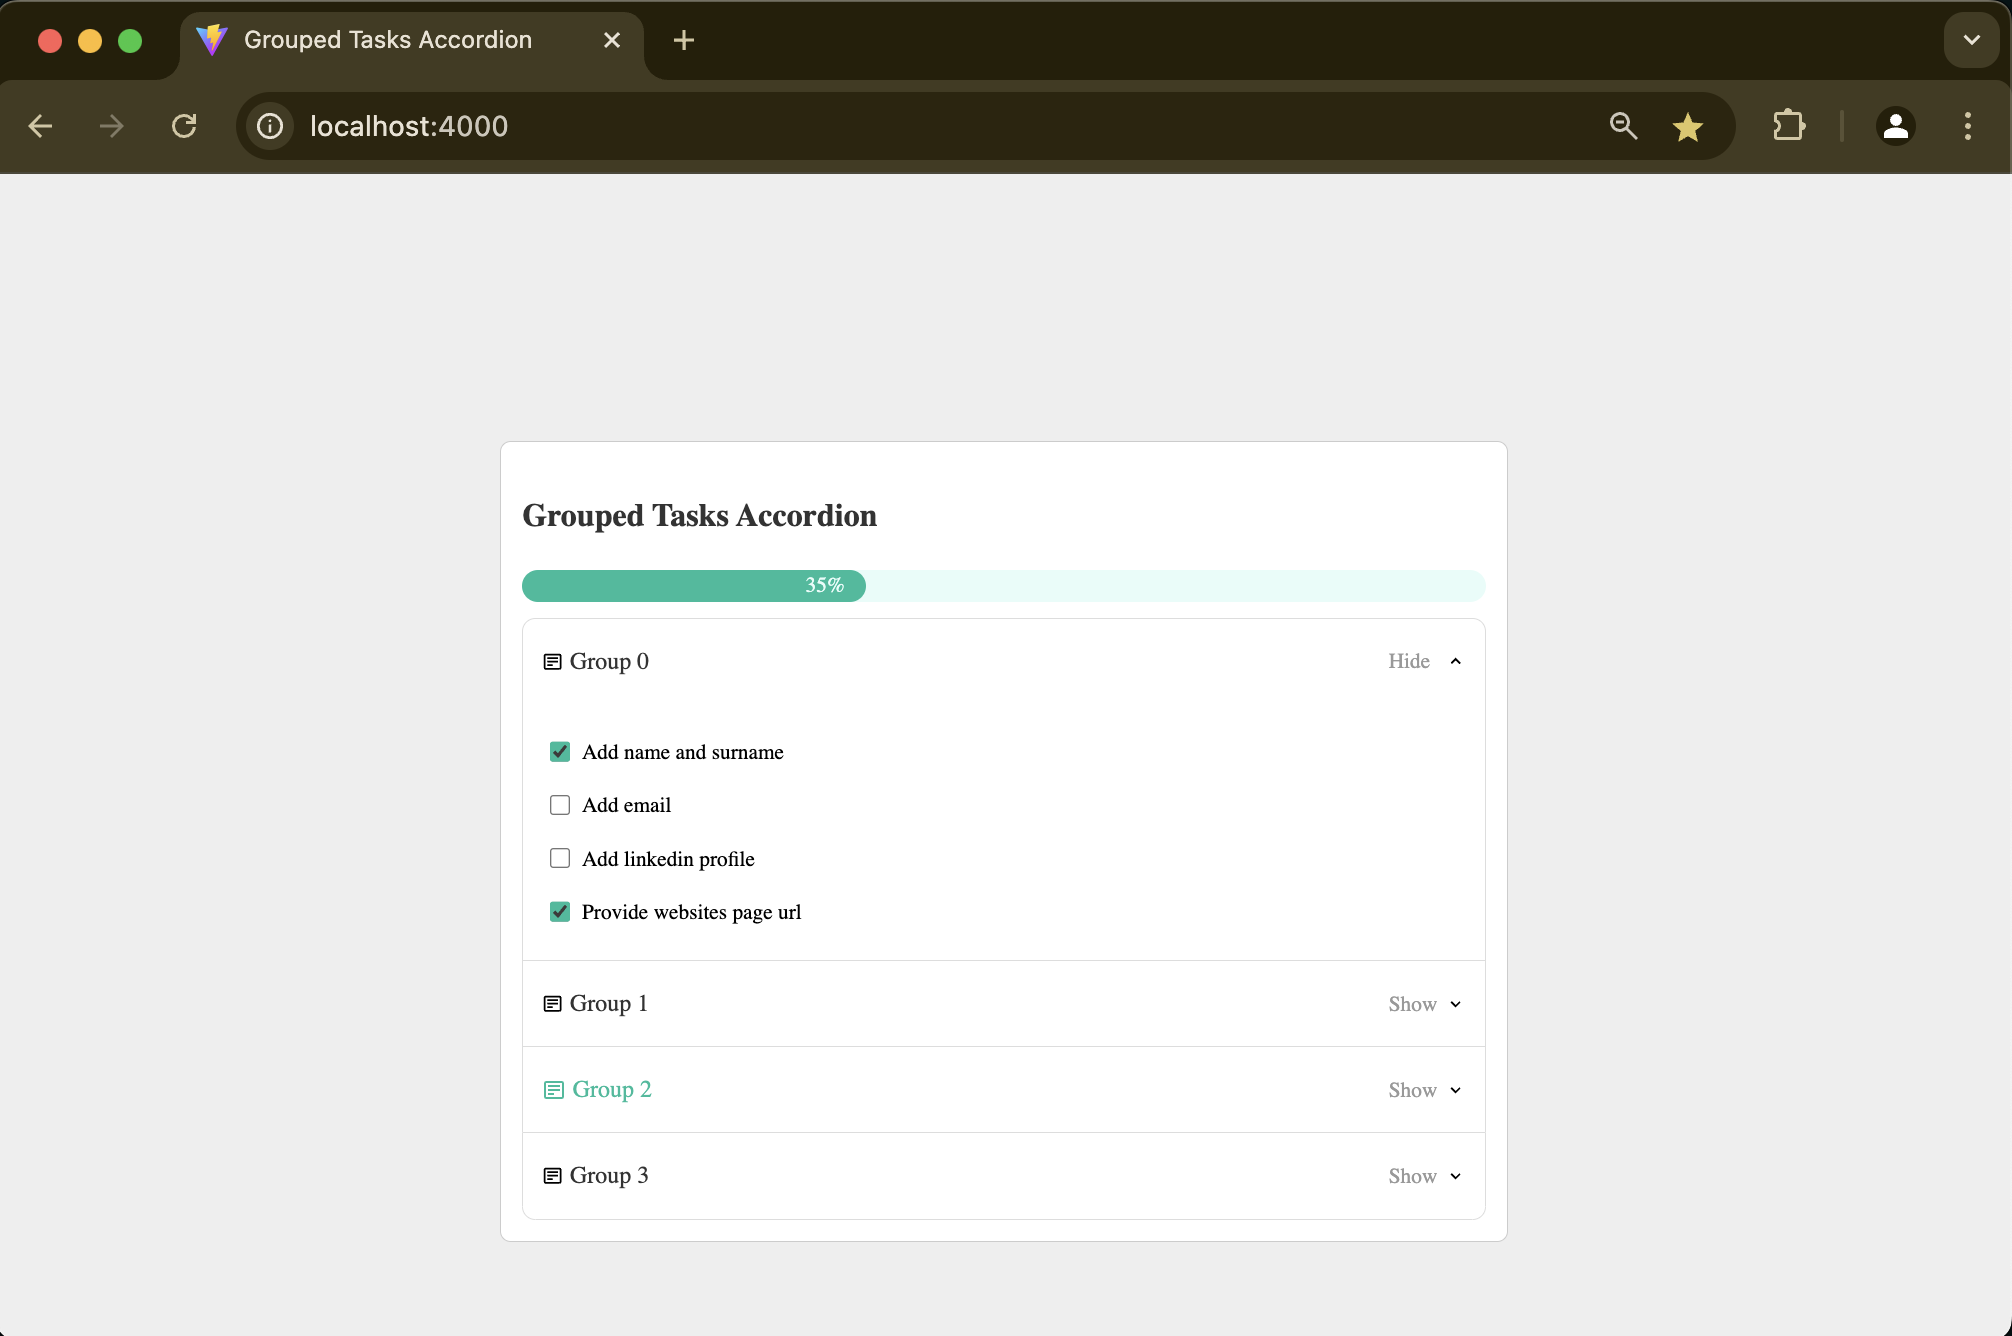 Grouped Tasks Accordion
localhost:4000
Grouped Tasks Accordion
35%
Group 0 Hide
Add name and surname
Add email
Add linkedin profile
Provide websites page url
Group 1 Show
Group 2 Show
Group 3 Show